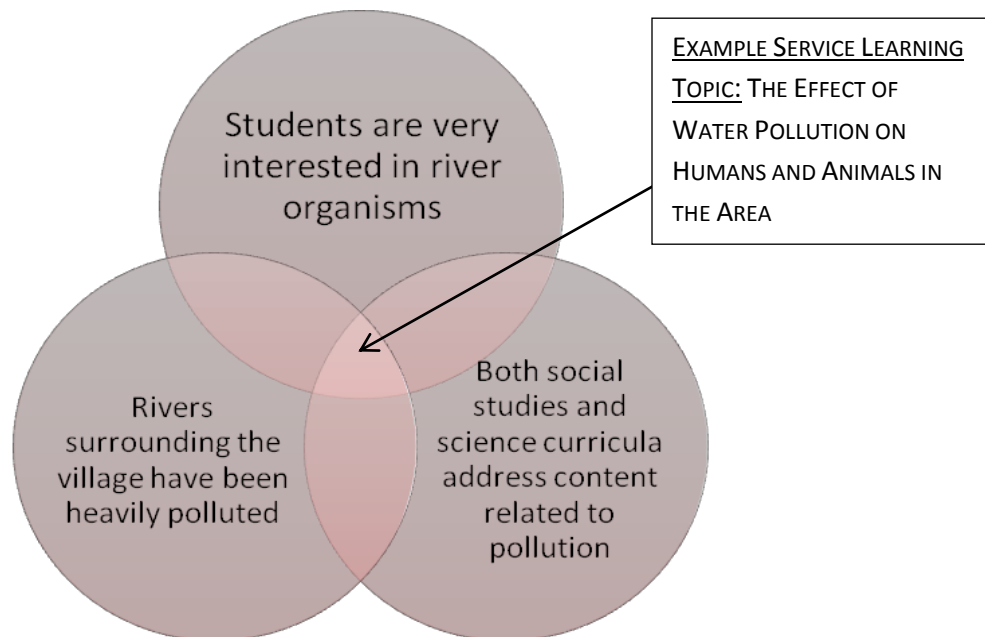 Students are very
interested in river
organisms
EXAMPLE SERVICE LEARNING
TOPIC: THE EFFECT OF
WATER POLLUTION ON
HUMANS AND ANIMALS IN
THE AREA
Rivers
surrounding the
village have been
heavily polluted
Both social
studies and
science curricula
address content
related to
pollution